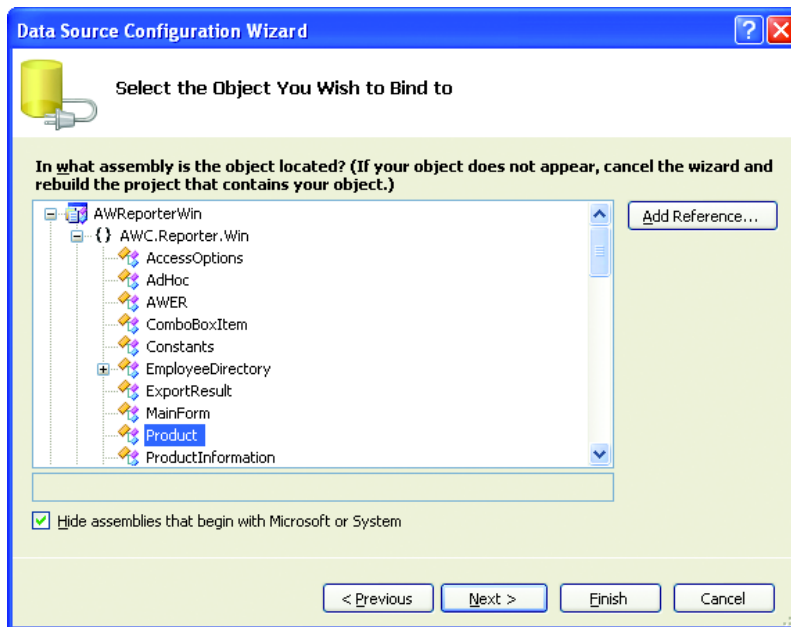 Data Source Configuration Wizard
Select the Object You Wish to Bind to
In what assembly is the object located? (If your object does not appear, cancel the wizard and
rebuild the project that contains your object.)
AWReporterWin
Add Reference...
{} AWC.Reporter.Win
AccessOptions
AdHoc
AWER
ComboBoxItem
Constants
EmployeeDirectory
ExportResult
MainForm
Product
ProductInformation
Hide assemblies that begin with Microsoft or System
< Previous
Next >
Finish
Cancel